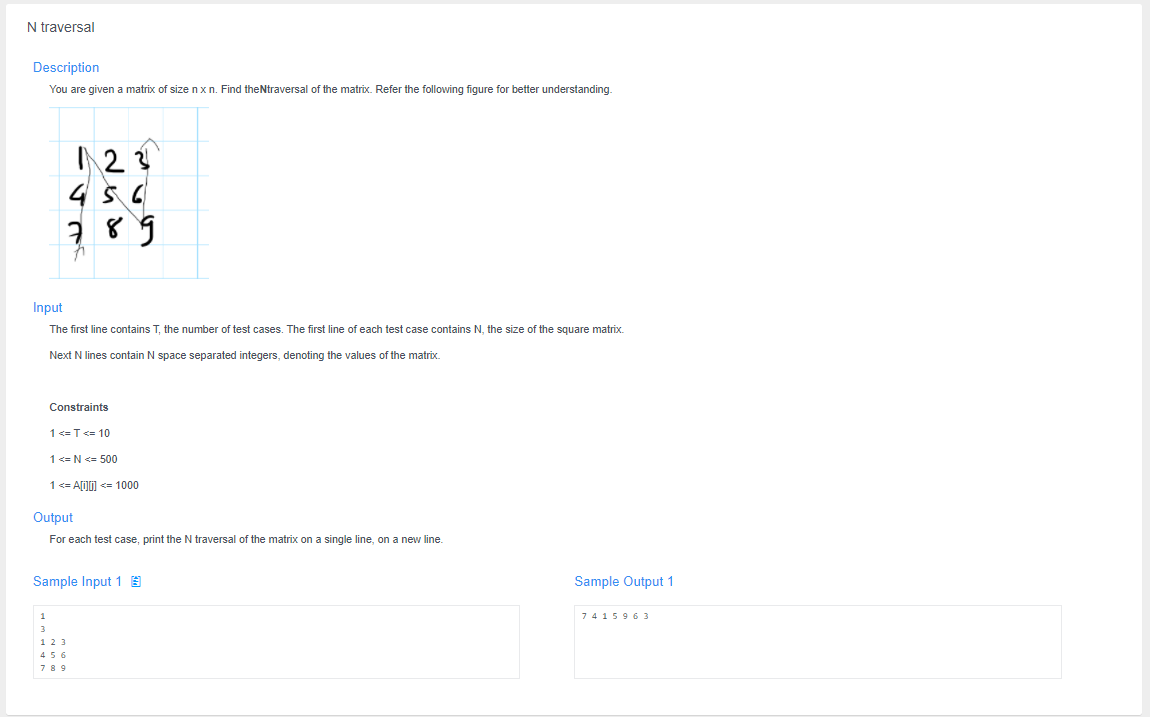 N traversal
Description
You are given a matrix of size n x n. Find theNtraversal of the matrix. Refer the following figure for better understanding.
1 2 3
4 5 6
7 8 9
Input
The first line contains T, the number of test cases. The first line of each test case contains N, the size of the square matrix.
Next N lines contain N space separated integers, denoting the values of the matrix.
Constraints
1 <= T <= 10
1 <= N <= 500
1 <= A[i][j] <= 1000
Output
For each test case, print the N traversal of the matrix on a single line, on a new line.
Sample Input 1
1
3
1 2 3
4 5 6
7 8 9
Sample Output 1
7 4 1 5 9 6 3